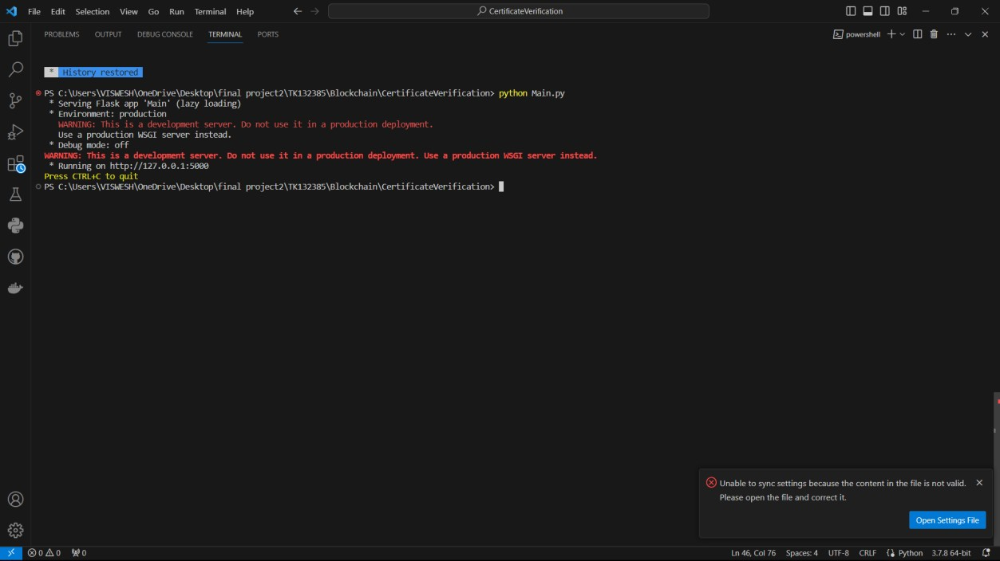 File Edit Selection View Go Run Terminal Help
CertificateVerification
PROBLEMS OUTPUT DEBUG CONSOLE TERMINAL PORTS
powershell
* History restored
PS C:\Users\VISWESH\OneDrive\Desktop\final project2\TK132385\Blockchain\CertificateVerification> python Main.py
* Serving Flask app 'Main' (lazy loading)
* Environment: production
WARNING: This is a development server. Do not use it in a production deployment.
Use a production WSGI server instead.
* Debug mode: off
WARNING: This is a development server. Do not use it in a production deployment. Use a production WSGI server instead.
* Running on http://127.0.0.1:5000
Press CTRL+C to quit
PS C:\Users\VISWESH\OneDrive\Desktop\final project2\TK132385\Blockchain\CertificateVerification>
Unable to sync settings because the content in the file is not valid.
Please open the file and correct it.
Open Settings File
0 0 0 Ln 46, Col 76 Spaces: 4 UTF-8 CRLF Python 3.7.8 64-bit